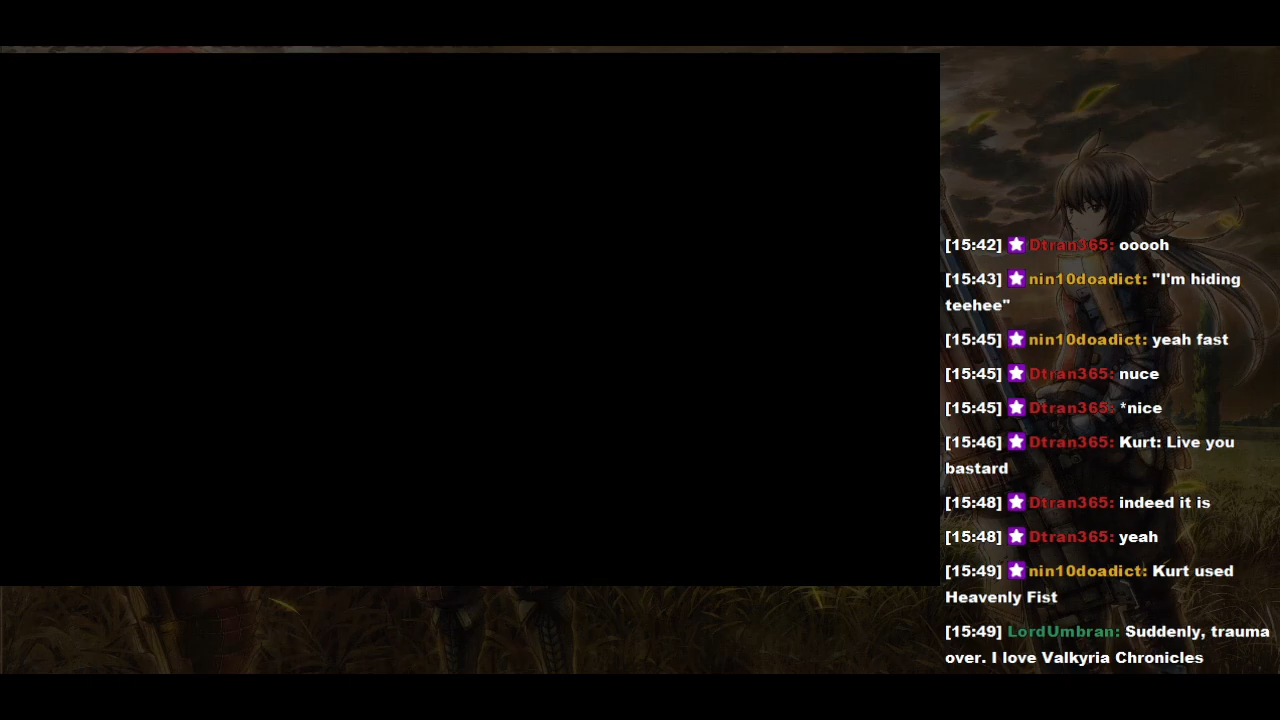 [15:42] Dtran365: ooooh
[15:43] nin10doadict: "I'm hiding
teehee"
[15:45] nin10doadict: yeah fast
[15:45] Dtran365: nuce
[15:45] Dtran365: *nice
[15:46] Dtran365: Kurt: Live you
bastard
[15:48] Dtran365: indeed it is
[15:48] Dtran365: yeah
[15:49] nin10doadict: Kurt used
Heavenly Fist
[15:49] LordUmbran: Suddenly, trauma
over. I love Valkyria Chronicles